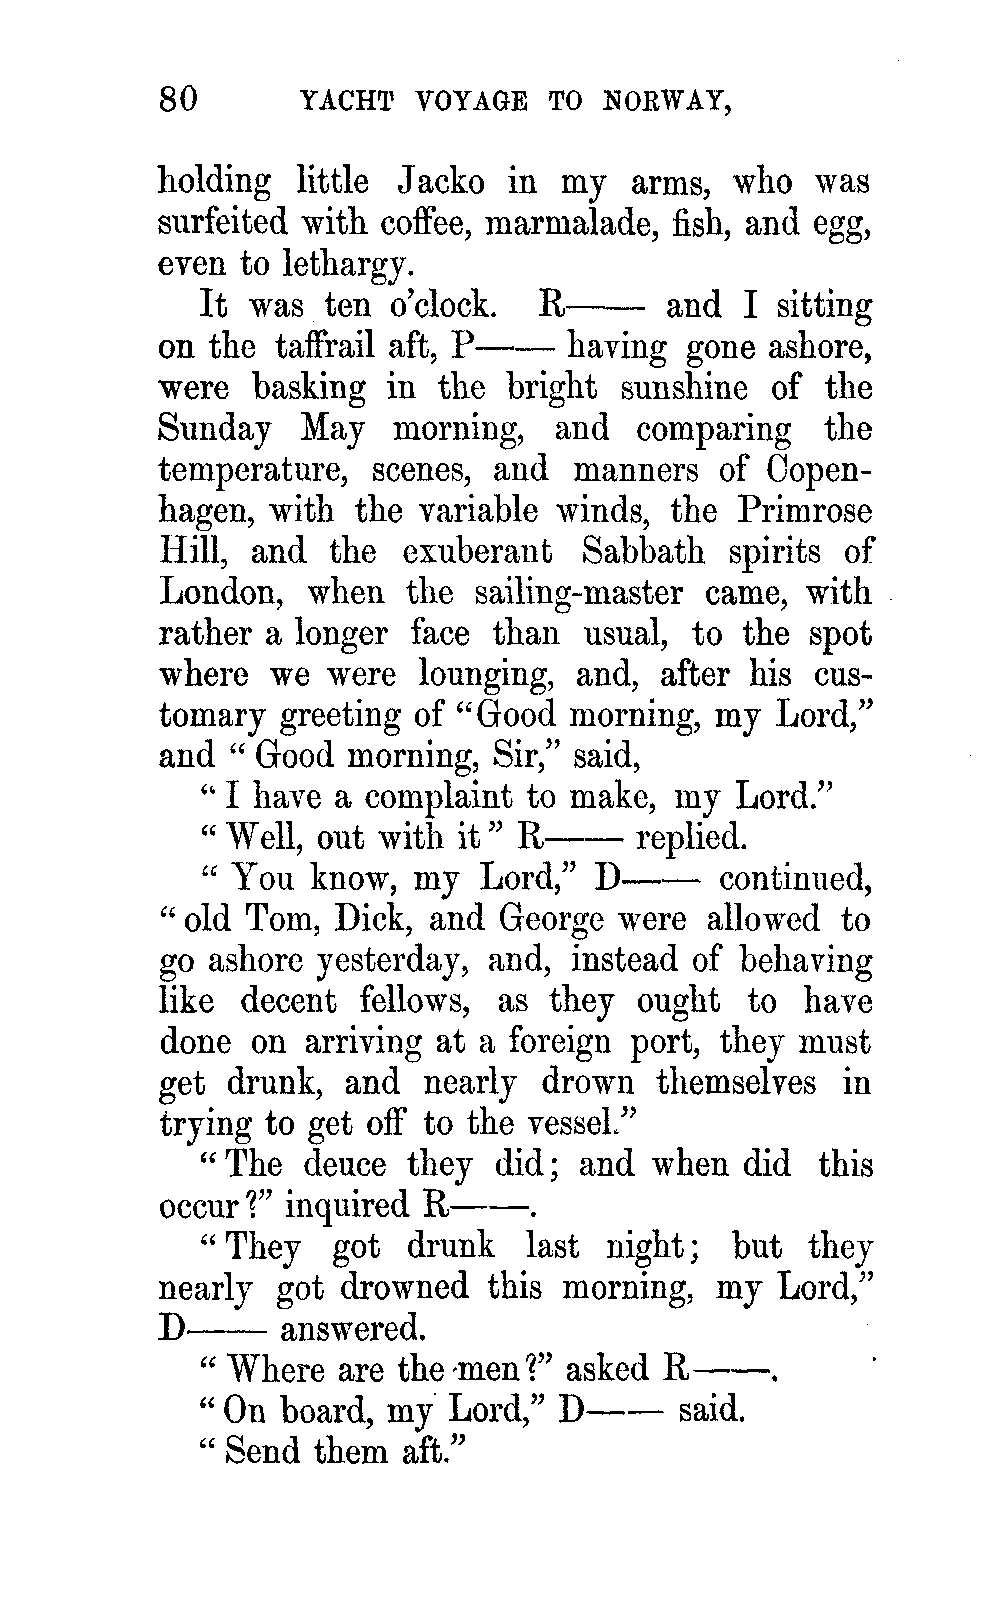 80 YACHT VOYAGE TO NORWAY,
holding little Jacko in my arms, who was
surfeited with coffee, marmalade, fish, and egg,
even to lethargy.
It was ten o'clock. R—— and I sitting
on the taffrail aft, P—— having gone ashore,
were basking in the bright sunshine of the
Sunday May morning, and comparing the
temperature, scenes, and manners of Copen-
hagen, with the variable winds, the Primrose
Hill, and the exuberant Sabbath spirits of
London, when the sailing-master came, with
rather a longer face than usual, to the spot
where we were lounging, and, after his cus-
tomary greeting of “Good morning, my Lord,”
and “Good morning, Sir,” said,
“I have a complaint to make, my Lord.”
“Well, out with it” R—— replied.
“You know, my Lord,” D—— continued,
“old Tom, Dick, and George were allowed to
go ashore yesterday, and, instead of behaving
like decent fellows, as they ought to have
done on arriving at a foreign port, they must
get drunk, and nearly drown themselves in
trying to get off to the vessel.”
“The deuce they did; and when did this
occur?” inquired R——.
“They got drunk last night; but they
nearly got drowned this morning, my Lord,”
D—— answered.
“Where are the men?” asked R——.
“On board, my Lord,” D—— said.
“Send them aft.”